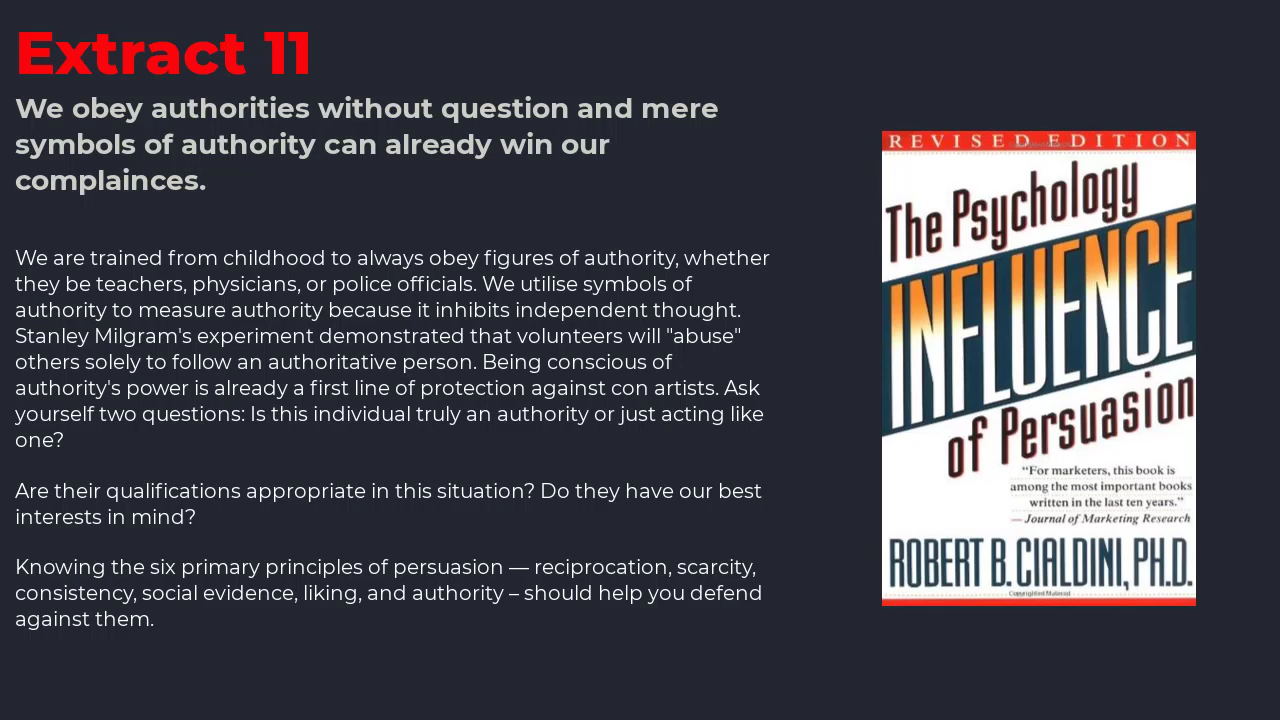 Extract 11
We obey authorities without question and mere
symbols of authority can already win our
complainces.
We are trained from childhood to always obey figures of authority, whether
they be teachers, physicians, or police officials. We utilise symbols of
authority to measure authority because it inhibits independent thought.
Stanley Milgram's experiment demonstrated that volunteers will "abuse"
others solely to follow an authoritative person. Being conscious of
authority's power is already a first line of protection against con artists. Ask
yourself two questions: Is this individual truly an authority or just acting like
one?
Are their qualifications appropriate in this situation? Do they have our best
interests in mind?
Knowing the six primary principles of persuasion — reciprocation, scarcity,
consistency, social evidence, liking, and authority – should help you defend
against them.
REVISED EDITION
The Psychology
INFLUENCE
of Persuasion
“For marketers, this book is
among the most important books
written in the last ten years.”
— Journal of Marketing Research
ROBERT B. CIALDINI, PH.D.
Copyrighted Material